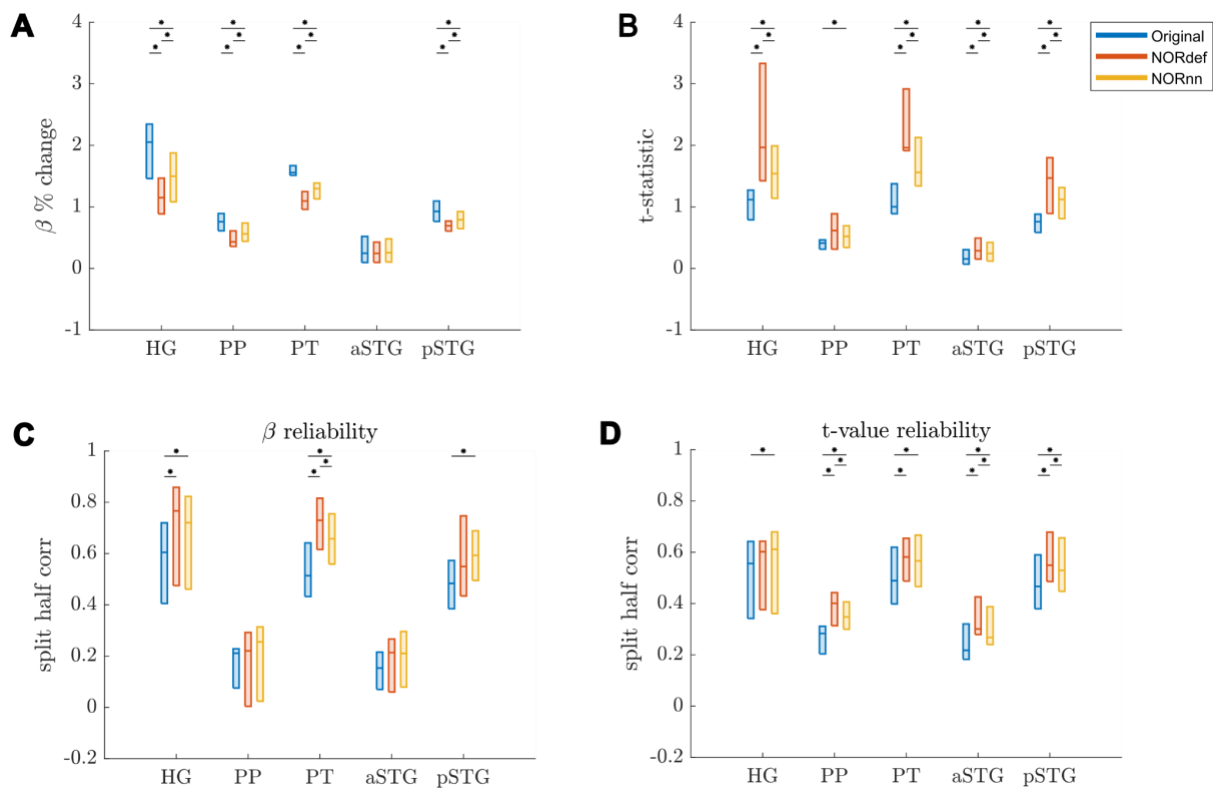 A
4
3
2
1
0
-1
β % change
* * * *
* * * *
* * * *
HG PP PT aSTG pSTG
B
4
3
2
1
0
-1
t-statistic
* * * * *
* * * *
* * * *
HG PP PT aSTG pSTG
Original
NORdef
NORnn
C
β reliability
1
0.8
0.6
0.4
0.2
0
-0.2
split half corr
* * *
*
* *
HG PP PT aSTG pSTG
D
t-value reliability
1
0.8
0.6
0.4
0.2
0
-0.2
split half corr
* * * * *
* * *
* * * *
HG PP PT aSTG pSTG